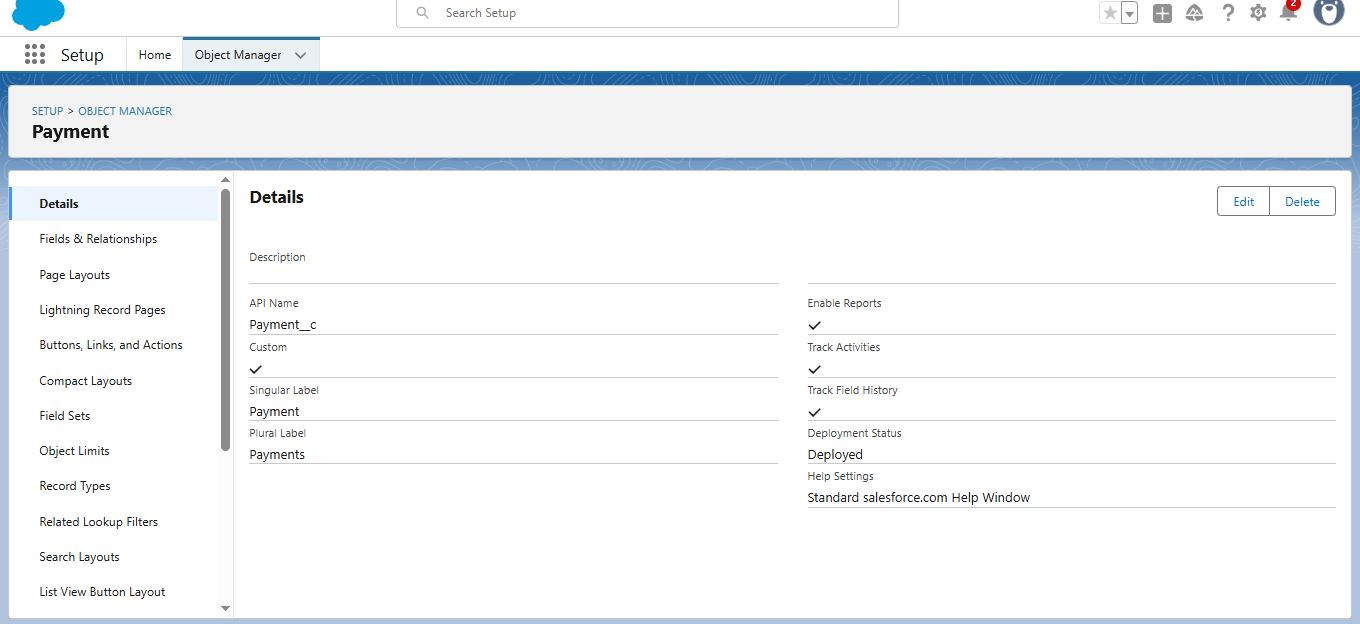 Search Setup
2
Setup
Home
Object Manager
SETUP > OBJECT MANAGER
Payment
Details
Fields & Relationships
Page Layouts
Lightning Record Pages
Buttons, Links, and Actions
Compact Layouts
Field Sets
Object Limits
Record Types
Related Lookup Filters
Search Layouts
List View Button Layout
Details
Edit
Delete
Description
API Name
Payment__c
Custom
Singular Label
Payment
Plural Label
Payments
Enable Reports
Track Activities
Track Field History
Deployment Status
Deployed
Help Settings
Standard salesforce.com Help Window